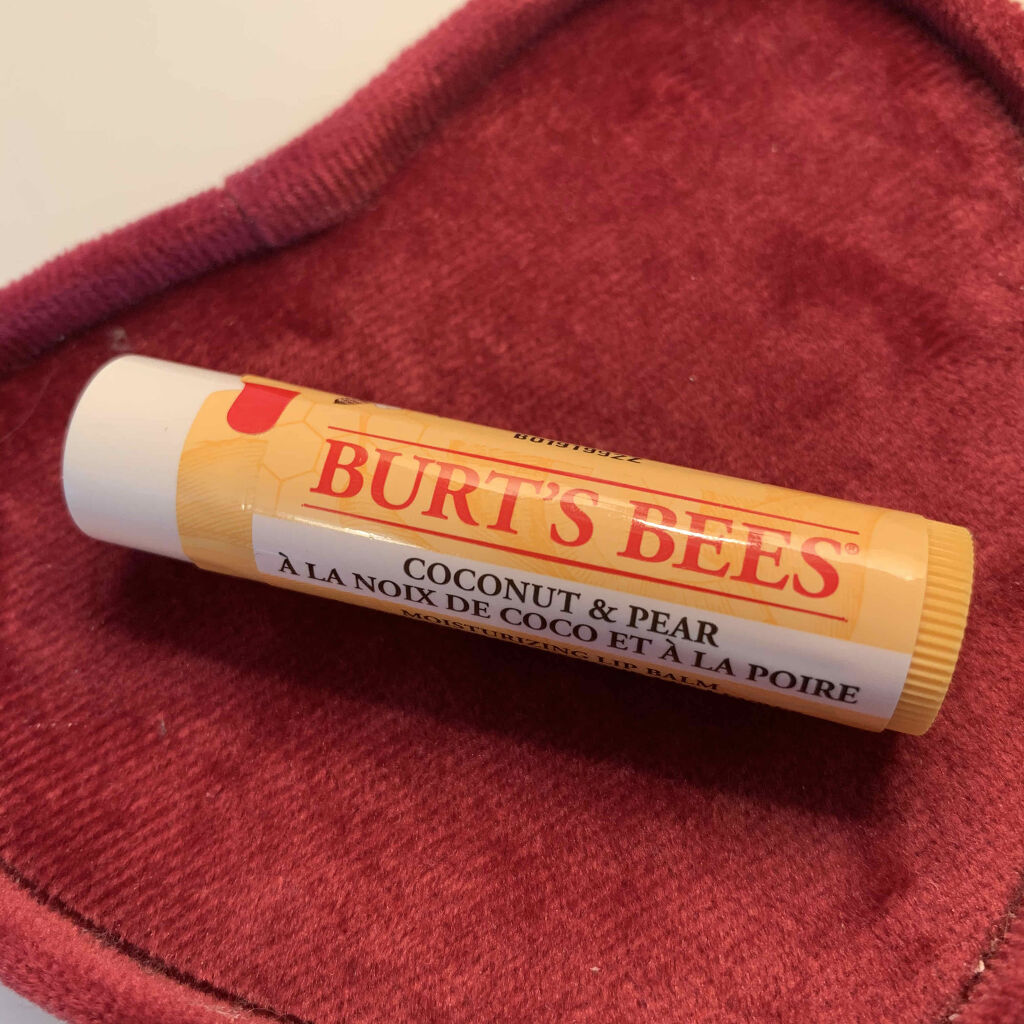 BURT'S BEES®
COCONUT & PEAR
À LA NOIX DE COCO ET À LA POIRE
MOISTURIZING LIP BALM